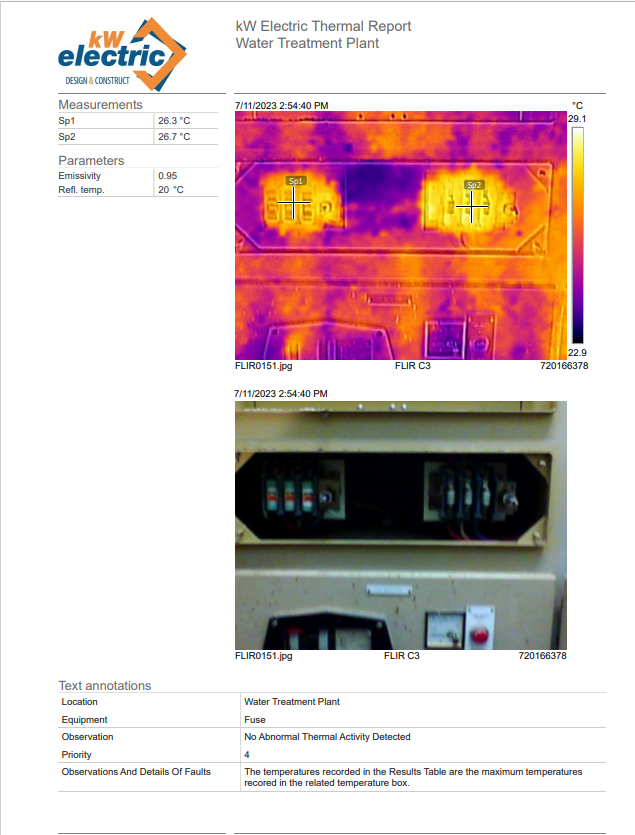 kW
electric
DESIGN & CONSTRUCT
kW Electric Thermal Report
Water Treatment Plant
Measurements
Sp1 26.3 °C
Sp2 26.7 °C
Parameters
Emissivity 0.95
Refl. temp. 20 °C
7/11/2023 2:54:40 PM
°C
29.1
Sp1
Sp2
22.9
FLIR0151.jpg FLIR C3 720166378
7/11/2023 2:54:40 PM
FLIR0151.jpg FLIR C3 720166378
Text annotations
Location Water Treatment Plant
Equipment Fuse
Observation No Abnormal Thermal Activity Detected
Priority 4
Observations And Details Of Faults The temperatures recorded in the Results Table are the maximum temperatures
recored in the related temperature box.